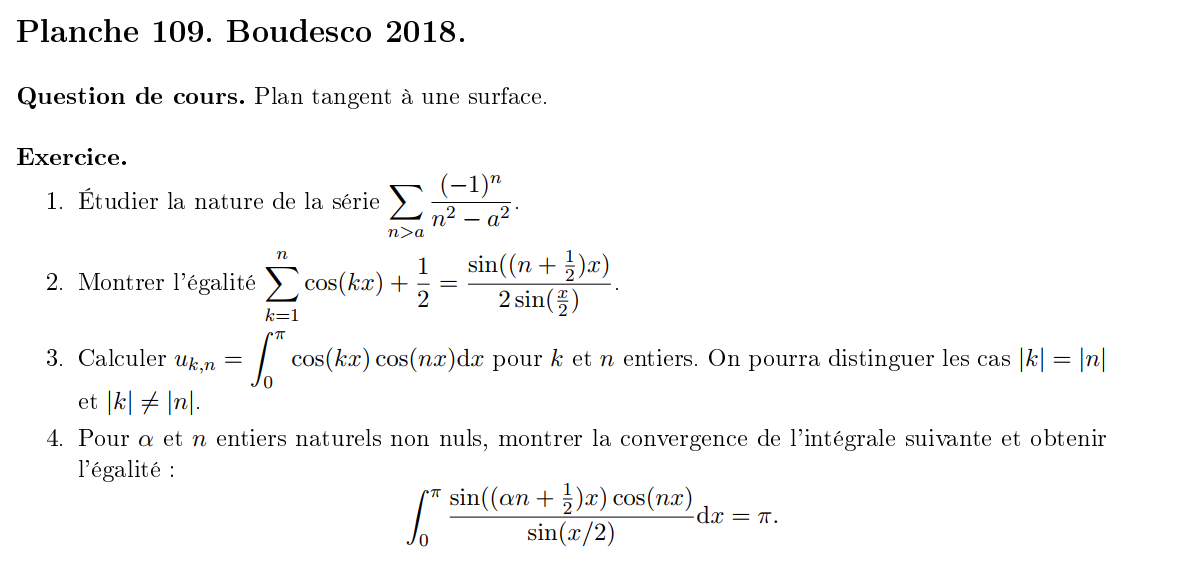 Planche 109. Boudesco 2018.
Question de cours. Plan tangent à une surface.
Exercice.
1. Étudier la nature de la série $\sum_{n>a} \frac{(-1)^n}{n^2 - a^2}$.
2. Montrer l'égalité $\sum_{k=1}^{n} \cos(kx) + \frac{1}{2} = \frac{\sin((n + \frac{1}{2})x)}{2\sin(\frac{x}{2})}$.
3. Calculer $u_{k,n} = \int_0^{\pi} \cos(kx)\cos(nx)\mathrm{d}x$ pour $k$ et $n$ entiers. On pourra distinguer les cas $|k| = |n|$
et $|k| \neq |n|$.
4. Pour $\alpha$ et $n$ entiers naturels non nuls, montrer la convergence de l'intégrale suivante et obtenir
l'égalité :
$\int_0^{\pi} \frac{\sin((\alpha n + \frac{1}{2})x)\cos(nx)}{\sin(x/2)}\mathrm{d}x = \pi.$